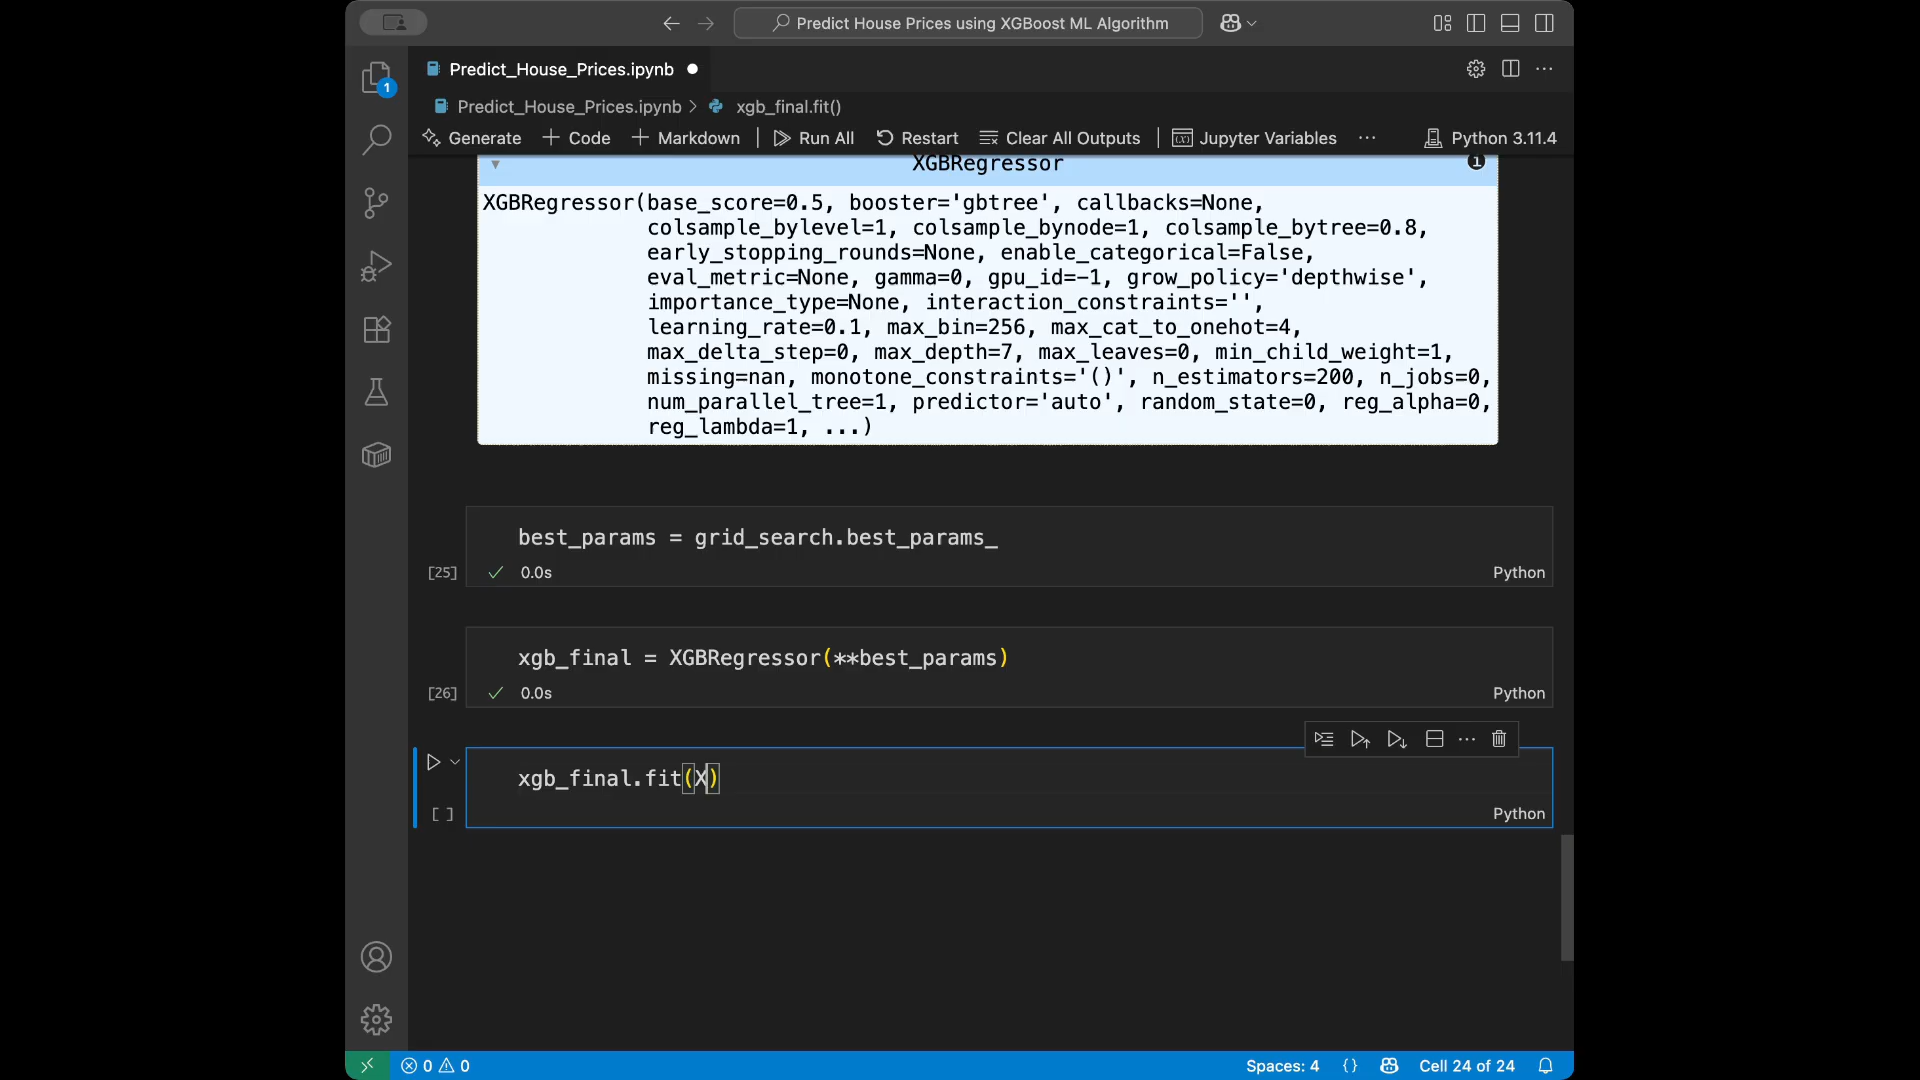 Predict House Prices using XGBoost ML Algorithm
Predict_House_Prices.ipynb
1
Predict_House_Prices.ipynb > xgb_final.fit()
Generate + Code + Markdown | Run All Restart Clear All Outputs | Jupyter Variables ... Python 3.11.4
XGBRegressor
XGBRegressor(base_score=0.5, booster='gbtree', callbacks=None,
colsample_bylevel=1, colsample_bynode=1, colsample_bytree=0.8,
early_stopping_rounds=None, enable_categorical=False,
eval_metric=None, gamma=0, gpu_id=-1, grow_policy='depthwise',
importance_type=None, interaction_constraints='',
learning_rate=0.1, max_bin=256, max_cat_to_onehot=4,
max_delta_step=0, max_depth=7, max_leaves=0, min_child_weight=1,
missing=nan, monotone_constraints='()', n_estimators=200, n_jobs=0,
num_parallel_tree=1, predictor='auto', random_state=0, reg_alpha=0,
reg_lambda=1, ...)
best_params = grid_search.best_params_
[25] 0.0s Python
xgb_final = XGBRegressor(**best_params)
[26] 0.0s Python
xgb_final.fit(X)
[ ] Python
0 0 Spaces: 4 {} Cell 24 of 24